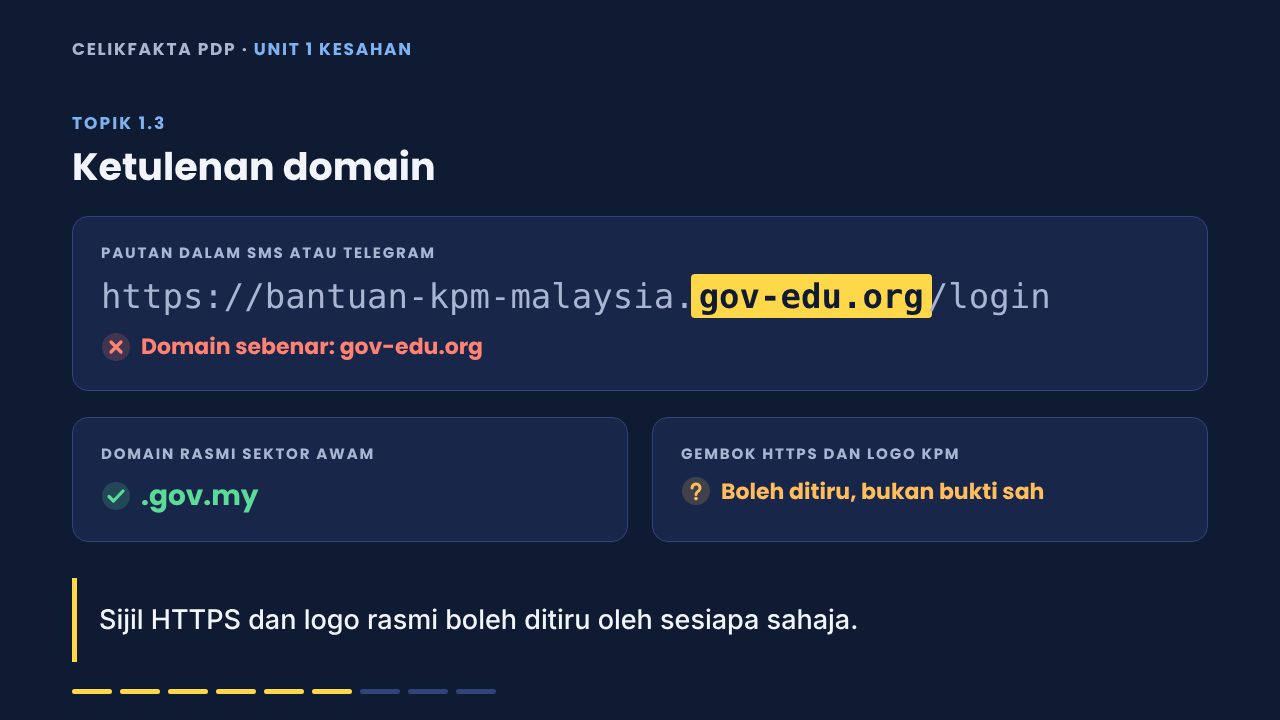 CELIKFAKTA PDP · UNIT 1 KESAHAN
TOPIK 1.3
Ketulenan domain
PAUTAN DALAM SMS ATAU TELEGRAM
https://bantuan-kpm-malaysia.gov-edu.org/login
Domain sebenar: gov-edu.org
DOMAIN RASMI SEKTOR AWAM
.gov.my
GEMBOK HTTPS DAN LOGO KPM
? Boleh ditiru, bukan bukti sah
Sijil HTTPS dan logo rasmi boleh ditiru oleh sesiapa sahaja.